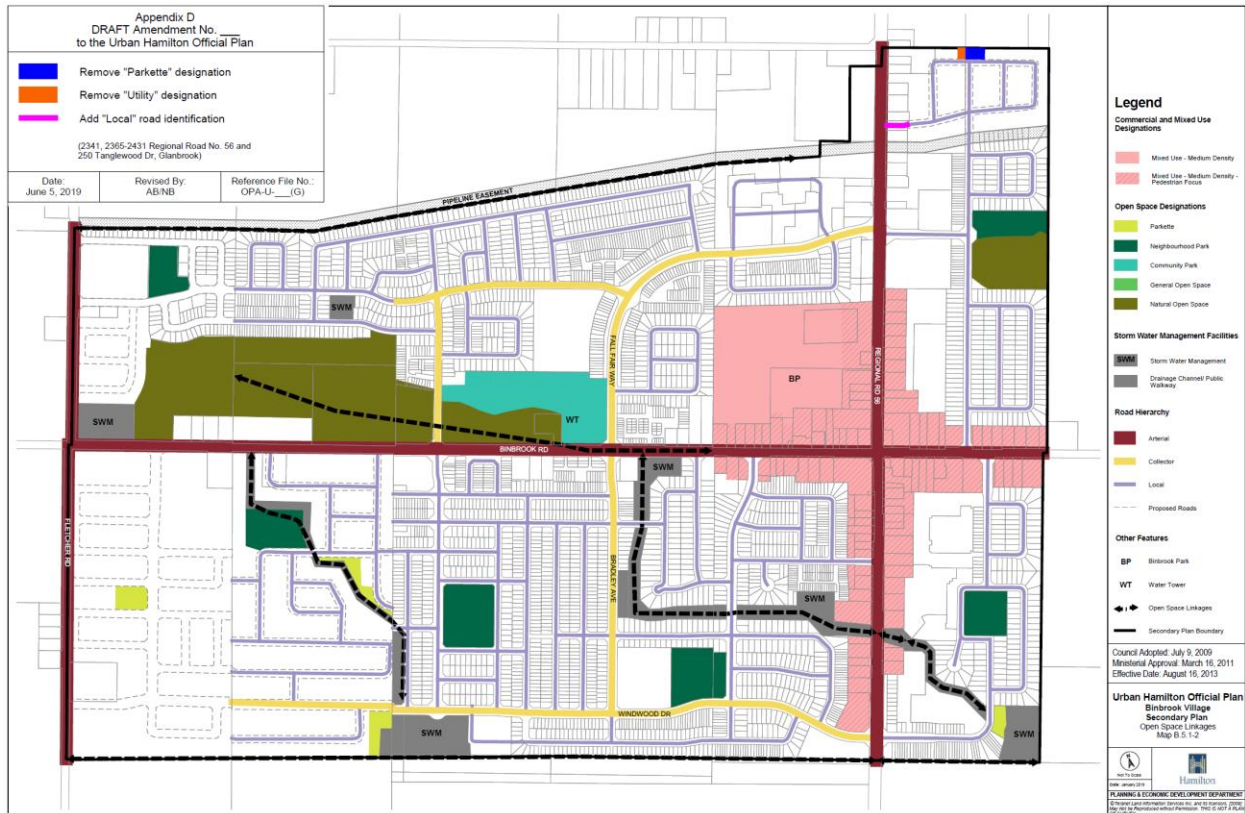 Appendix D
DRAFT Amendment No. ___
to the Urban Hamilton Official Plan
Remove "Parkette" designation
Remove "Utility" designation
Add "Local" road identification
(2341, 2365-2431 Regional Road No. 56 and
250 Tanglewood Dr, Glanbrook)
Date:
June 5, 2019
Revised By:
AB/NB
Reference File No.:
OPA-U-___(G)
PIPELINE EASEMENT
SWM
FALL FAIR WAY
REGIONAL RD 56
BP
WT
SWM
BINBROOK RD
SWM
FLETCHER RD
BRADLEY AVE
SWM
WINDWOOD DR
SWM
SWM
Legend
Commercial and Mixed Use
Designations
Mixed Use - Medium Density
Mixed Use - Medium Density -
Pedestrian Focus
Open Space Designations
Parkette
Neighbourhood Park
Community Park
General Open Space
Natural Open Space
Storm Water Management Facilities
SWM
Storm Water Management
Drainage Channel/ Public
Walkway
Road Hierarchy
Arterial
Collector
Local
Proposed Roads
Other Features
BP
Binbrook Park
WT
Water Tower
Open Space Linkages
Secondary Plan Boundary
Council Adopted: July 9, 2009
Ministerial Approval: March 16, 2011
Effective Date: August 16, 2013
Urban Hamilton Official Plan
Binbrook Village
Secondary Plan
Open Space Linkages
Map B.5.1-2
N
Not To Scale
Date: January 2019
Hamilton
PLANNING & ECONOMIC DEVELOPMENT DEPARTMENT